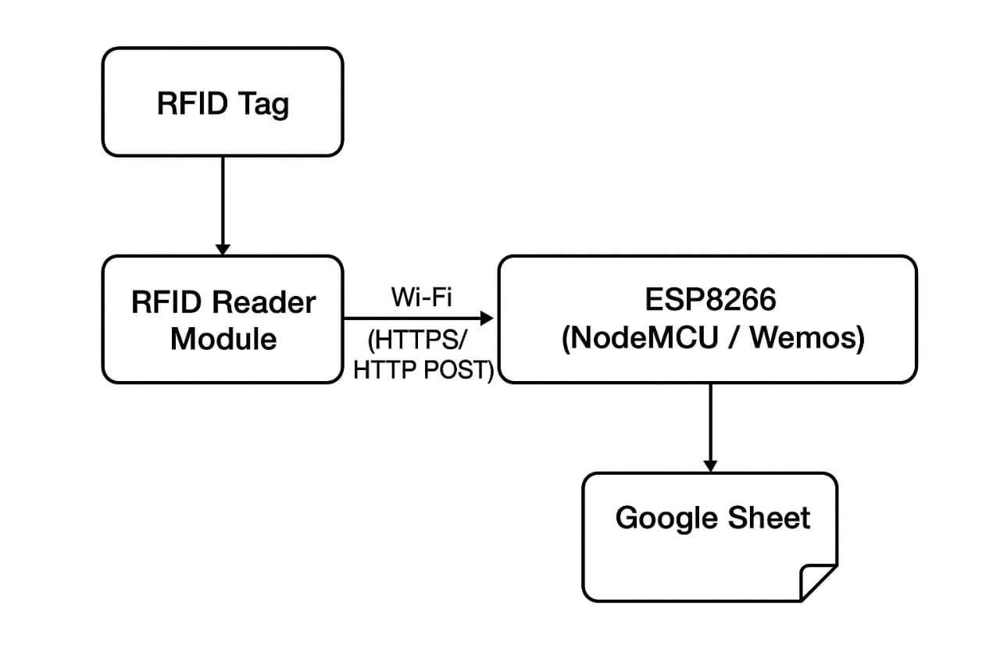 RFID Tag
RFID Reader
Module
Wi-Fi
(HTTPS/
HTTP POST)
ESP8266
(NodeMCU / Wemos)
Google Sheet